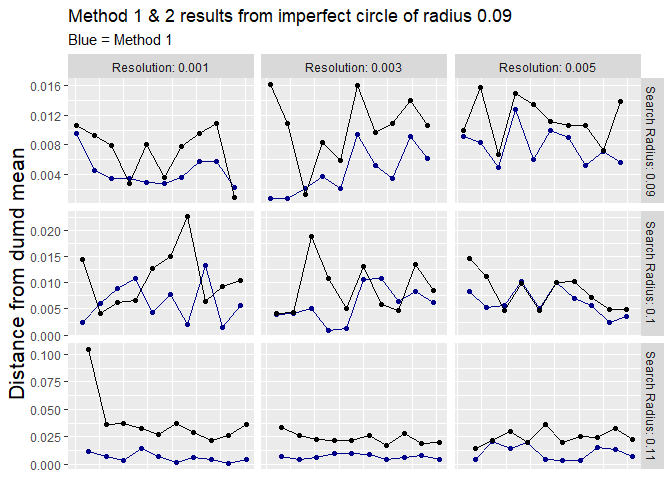 Method 1 & 2 results from imperfect circle of radius 0.09
Blue = Method 1
Resolution: 0.001
Resolution: 0.003
Resolution: 0.005
0.016
0.012
0.008
0.004
Search Radius: 0.09
0.020
0.015
0.010
0.005
0.000
Search Radius: 0.1
0.100
0.075
0.050
0.025
0.000
Search Radius: 0.11
Distance from dumd mean